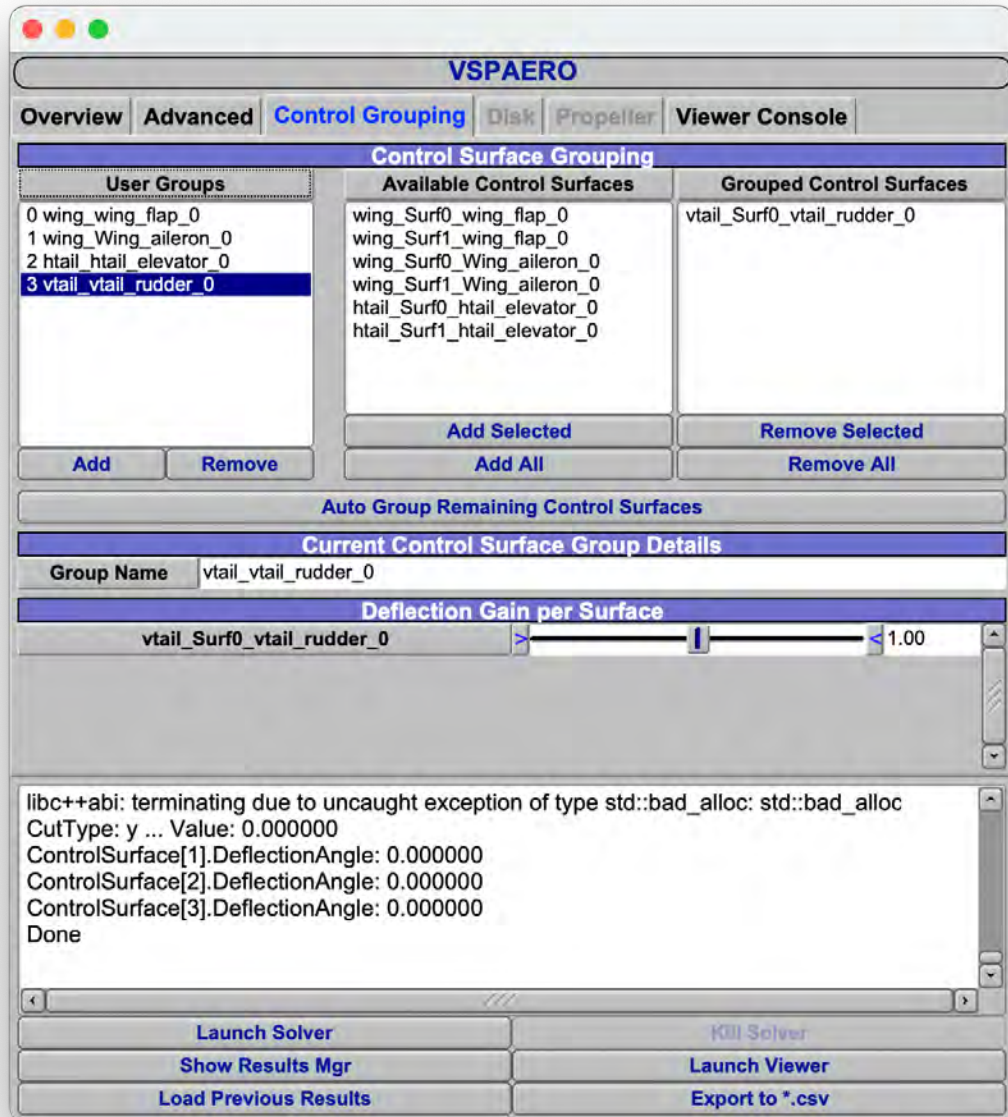 VSPAERO
Overview Advanced Control Grouping Disk Propeller Viewer Console
Control Surface Grouping
User Groups
0 wing_wing_flap_0
1 wing_Wing_aileron_0
2 htail_htail_elevator_0
3 vtail_vtail_rudder_0
Add Remove
Available Control Surfaces
wing_Surf0_wing_flap_0
wing_Surf1_wing_flap_0
wing_Surf0_Wing_aileron_0
wing_Surf1_Wing_aileron_0
htail_Surf0_htail_elevator_0
htail_Surf1_htail_elevator_0
Add Selected
Add All
Grouped Control Surfaces
vtail_Surf0_vtail_rudder_0
Remove Selected
Remove All
Auto Group Remaining Control Surfaces
Current Control Surface Group Details
Group Name vtail_vtail_rudder_0
Deflection Gain per Surface
vtail_Surf0_vtail_rudder_0 > < 1.00
libc++abi: terminating due to uncaught exception of type std::bad_alloc: std::bad_alloc
CutType: y ... Value: 0.000000
ControlSurface[1].DeflectionAngle: 0.000000
ControlSurface[2].DeflectionAngle: 0.000000
ControlSurface[3].DeflectionAngle: 0.000000
Done
Launch Solver Kill Solver
Show Results Mgr Launch Viewer
Load Previous Results Export to *.csv